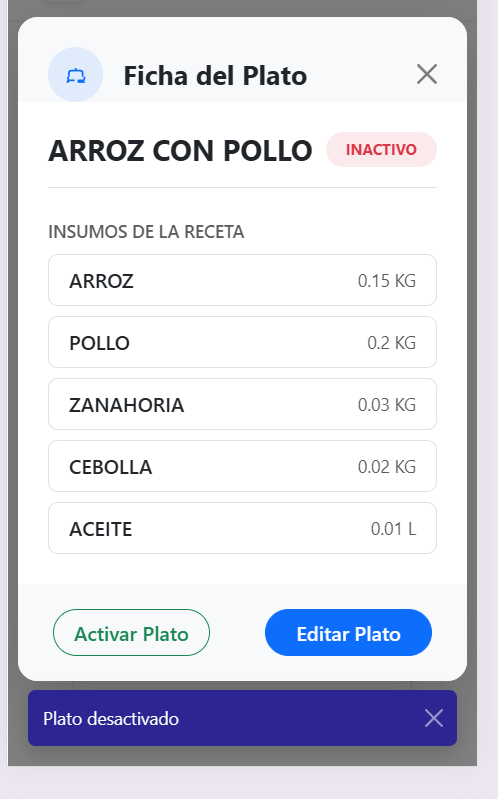 Ficha del Plato
ARROZ CON POLLO INACTIVO
INSUMOS DE LA RECETA
ARROZ 0.15 KG
POLLO 0.2 KG
ZANAHORIA 0.03 KG
CEBOLLA 0.02 KG
ACEITE 0.01 L
Activar Plato Editar Plato
Plato desactivado